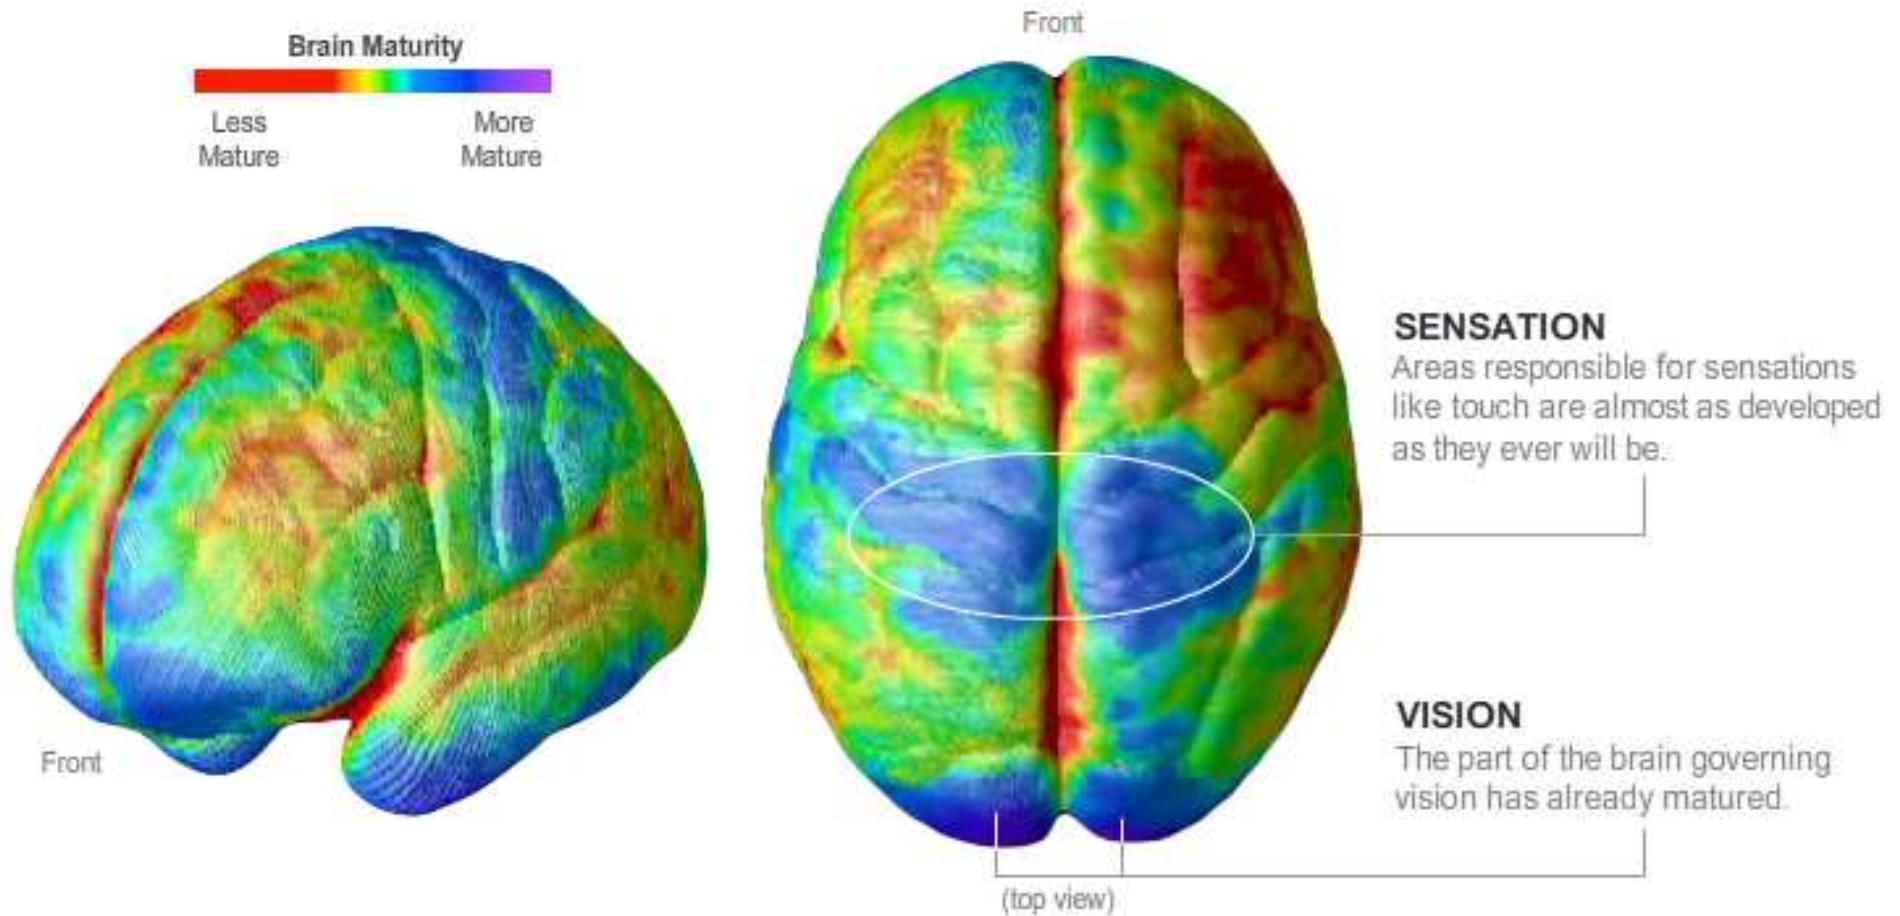 Front
Brain Maturity
Less
Mature
More
Mature
SENSATION
Areas responsible for sensations
like touch are almost as developed
as they ever will be.
VISION
The part of the brain governing
vision has already matured.
Front
(top view)